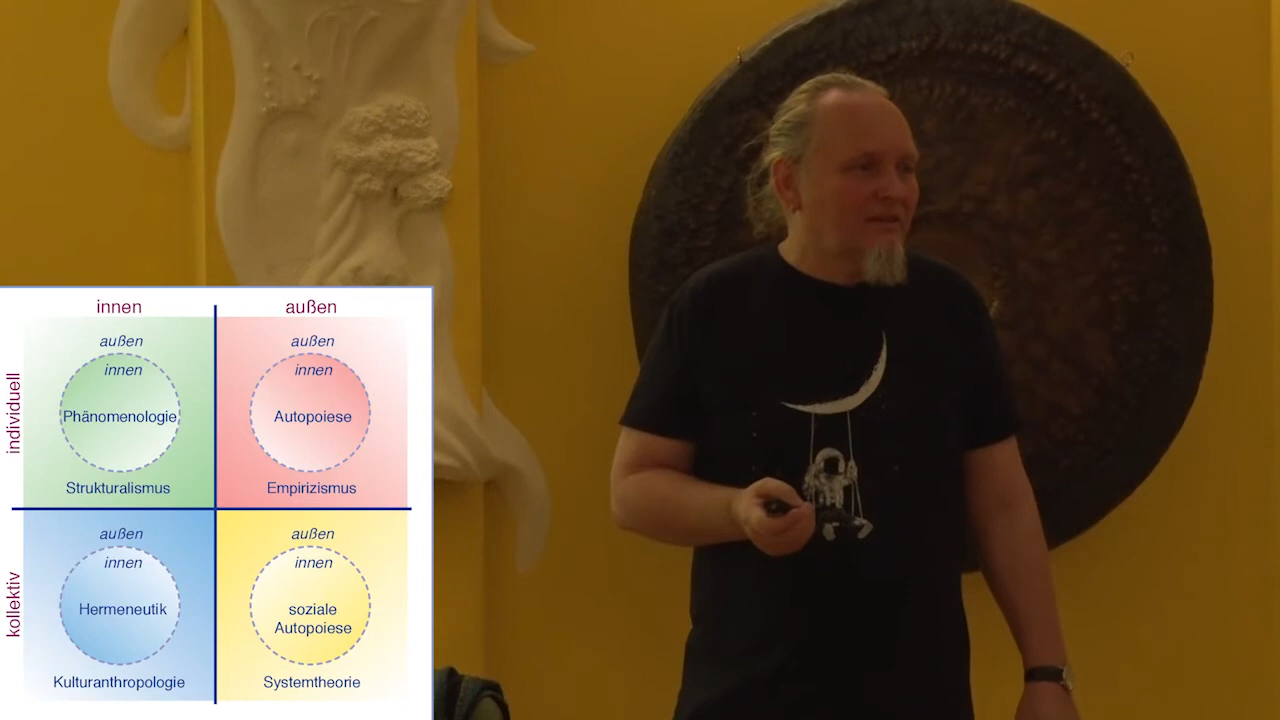 innen
außen
individuell
außen
innen
Phänomenologie
Strukturalismus
außen
innen
Autopoiese
Empirizismus
kollektiv
außen
innen
Hermeneutik
Kulturanthropologie
außen
innen
soziale
Autopoiese
Systemtheorie